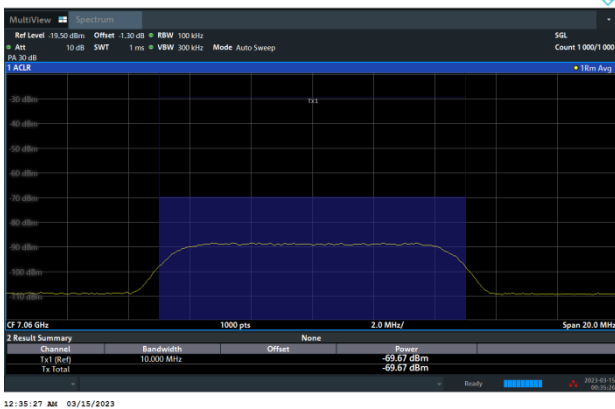 MultiView Spectrum
Ref Level -19.50 dBm Offset -1.30 dB RBW 100 kHz SGL
Att 10 dB SWT 1 ms VBW 300 kHz Mode Auto Sweep Count 1000/1000
PA 30 dB
1 ACLR 1Rm Avg
Tx1
-30 dBm
-40 dBm
-50 dBm
-60 dBm
-70 dBm
-80 dBm
-90 dBm
-100 dBm
-110 dBm
CF 7.06 GHz 1000 pts 2.0 MHz/ Span 20.0 MHz
2 Result Summary None
Channel Bandwidth Offset Power
Tx1 (Ref) 10.000 MHz -69.67 dBm
Tx Total -69.67 dBm
Ready 2023-03-15
00:35:26
12:35:27 AM 03/15/2023